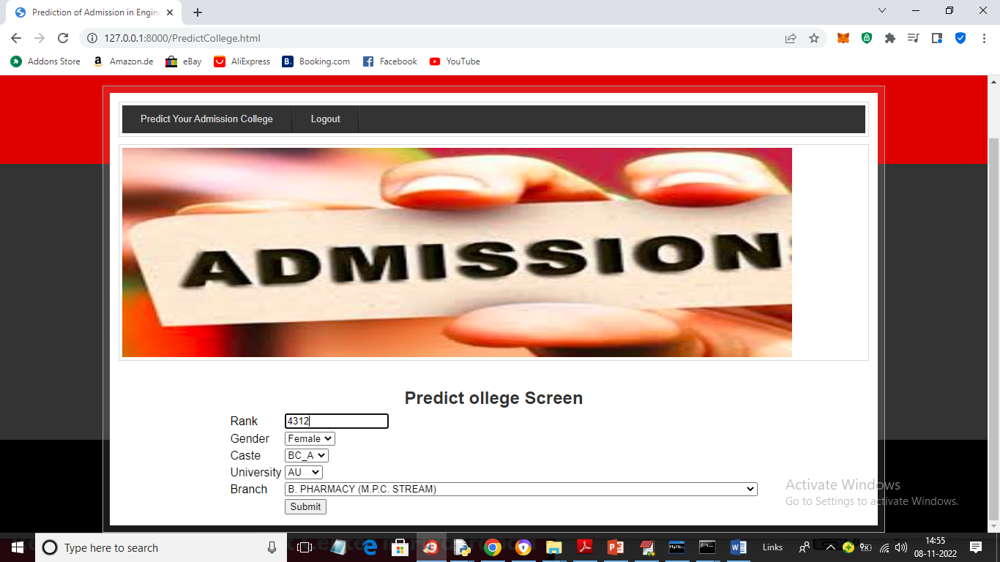 Prediction of Admission in Engine
127.0.0.1:8000/PredictCollege.html
Addons Store
Amazon.de
eBay
AliExpress
B. Booking.com
Facebook
YouTube
Predict Your Admission College
Logout
ADMISSIONS
Predict ollege Screen
Rank 4312
Gender Female
Caste BC_A
University AU
Branch B. PHARMACY (M.P.C. STREAM)
Submit
Activate Windows
Go to Settings to activate Windows.
Type here to search
Links
14:55
08-11-2022